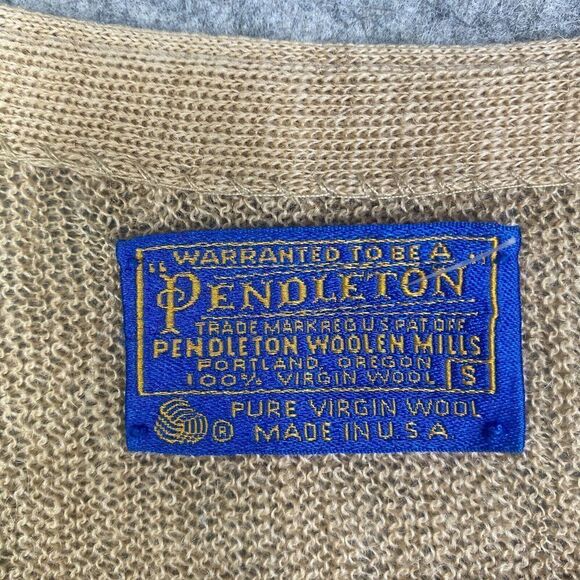 WARRANTED TO BE A
"PENDLETON"
TRADE MARK REG U.S. PAT OFF.
PENDLETON WOOLEN MILLS
PORTLAND, OREGON
100% VIRGIN WOOL S
® PURE VIRGIN WOOL
MADE IN U.S.A.